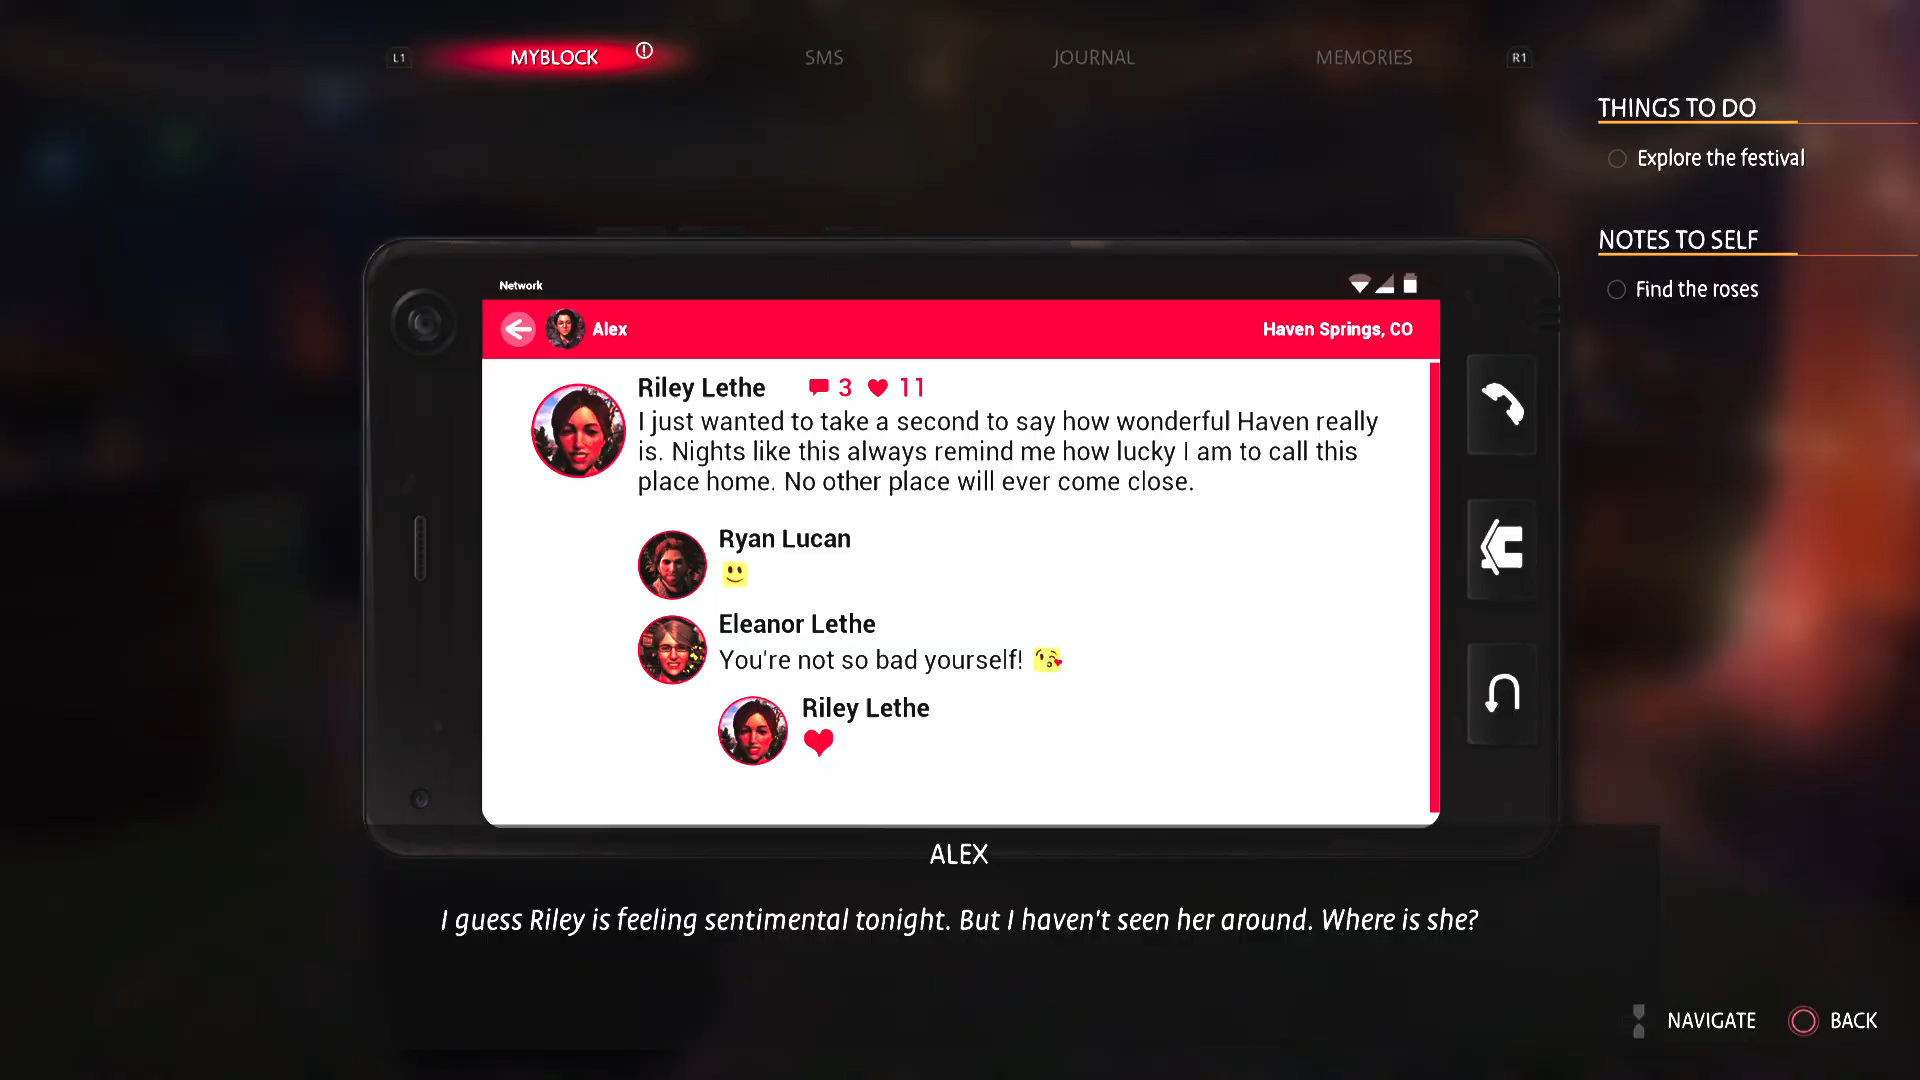 L1
MYBLOCK
SMS
JOURNAL
MEMORIES
R1
THINGS TO DO
Explore the festival
NOTES TO SELF
Find the roses
Network
Alex
Haven Springs, CO
Riley Lethe 3 11
I just wanted to take a second to say how wonderful Haven really
is. Nights like this always remind me how lucky I am to call this
place home. No other place will ever come close.
Ryan Lucan
Eleanor Lethe
You're not so bad yourself!
Riley Lethe
ALEX
I guess Riley is feeling sentimental tonight. But I haven't seen her around. Where is she?
NAVIGATE
BACK